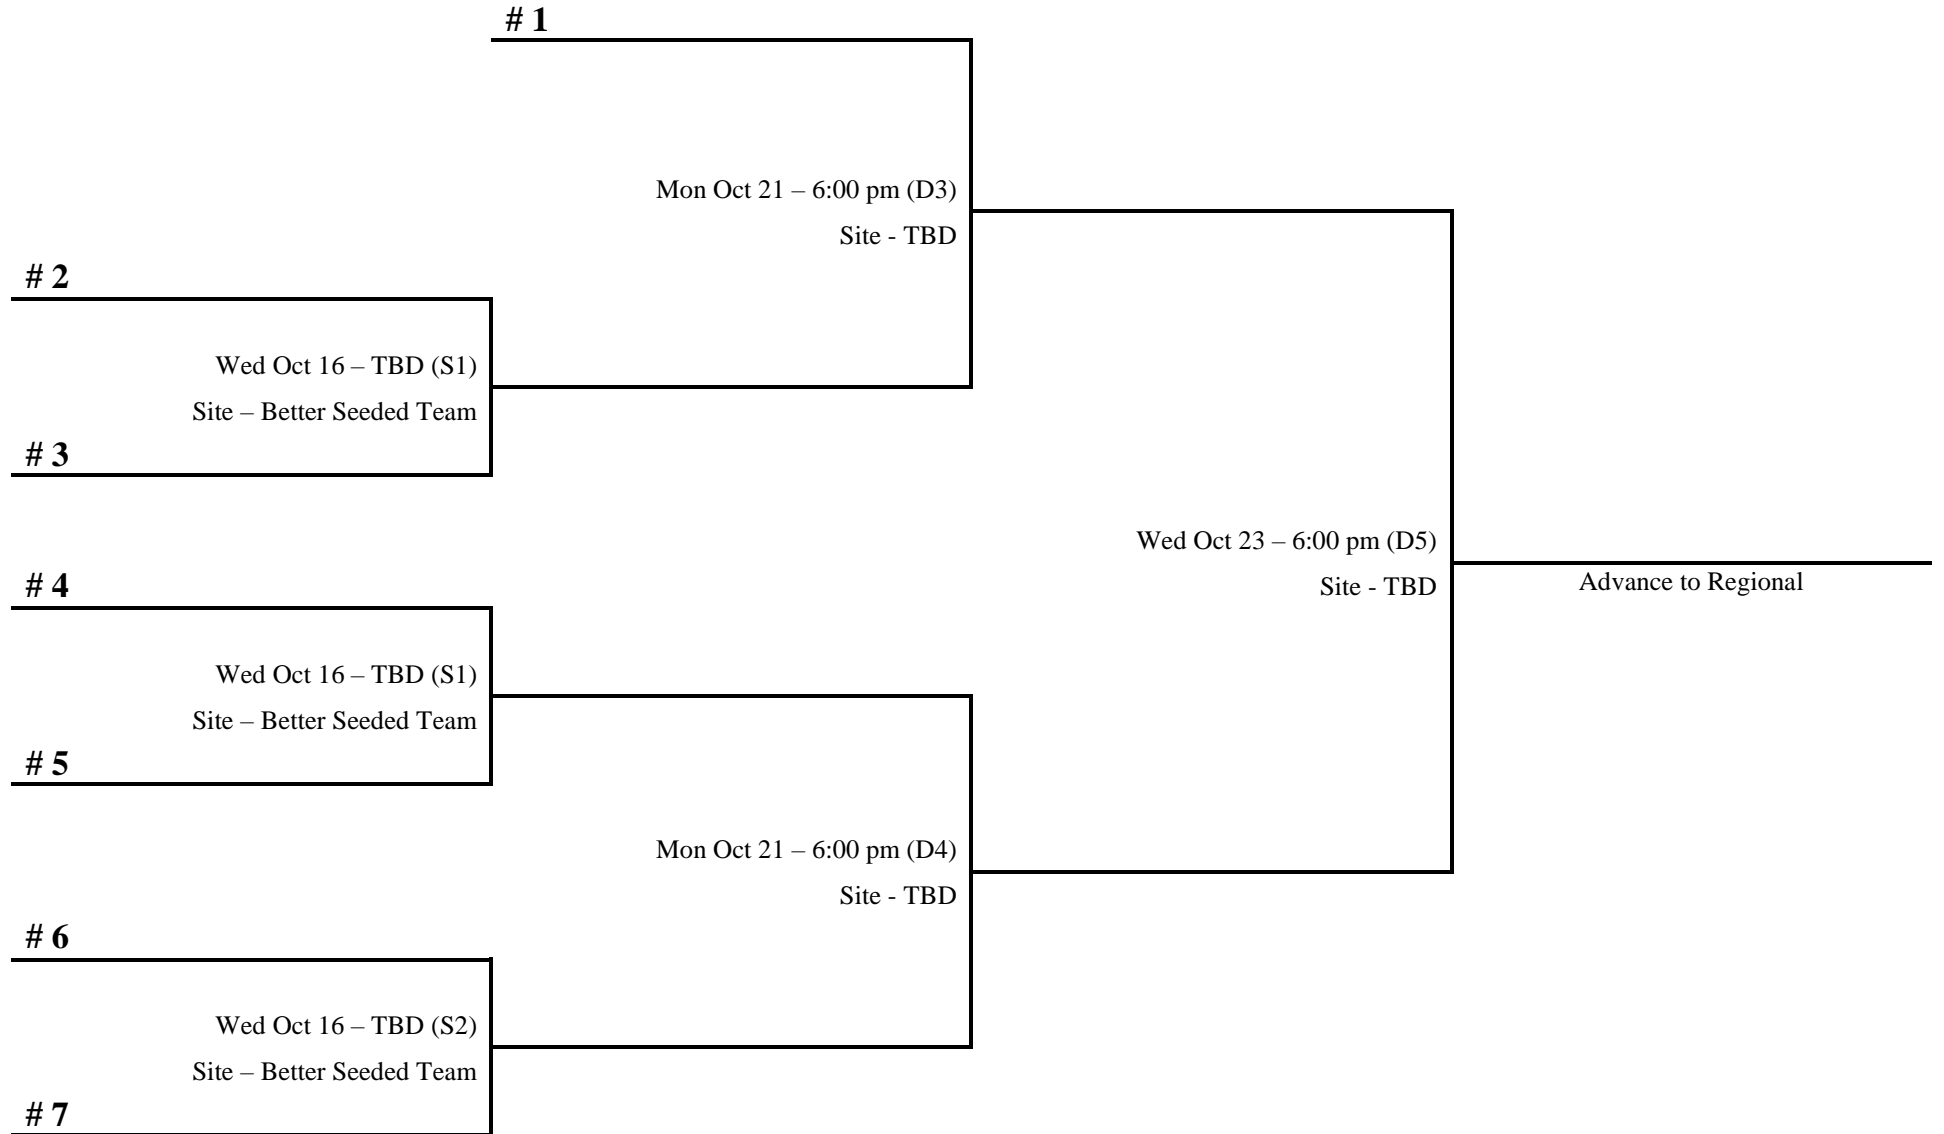 # 1
Mon Oct 21 – 6:00 pm (D3)
Site - TBD
# 2
Wed Oct 16 – TBD (S1)
Site – Better Seeded Team
# 3
Wed Oct 23 – 6:00 pm (D5)
Site - TBD
Advance to Regional
# 4
Wed Oct 16 – TBD (S1)
Site – Better Seeded Team
# 5
Mon Oct 21 – 6:00 pm (D4)
Site - TBD
# 6
Wed Oct 16 – TBD (S2)
Site – Better Seeded Team
# 7